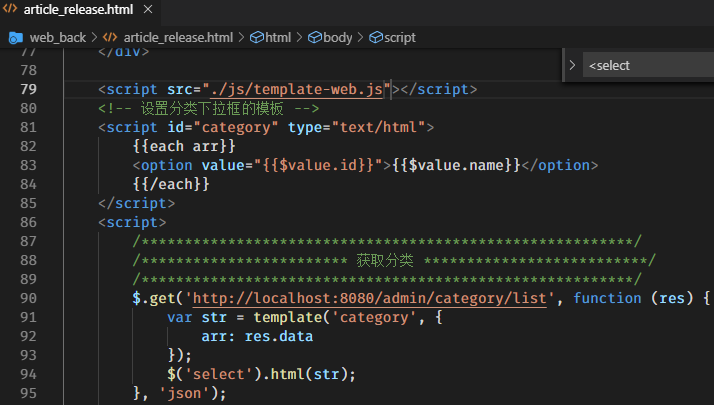 article_release.html ×
web_back > article_release.html > html > body > script
<select
77 </div>
78
79 <script src="./js/template-web.js"></script>
80 <!-- 设置分类下拉框的模板 -->
81 <script id="category" type="text/html">
82 {{each arr}}
83 <option value="{{$value.id}}">{{$value.name}}</option>
84 {{/each}}
85 </script>
86 <script>
87 /*********************************************************/
88 /************************ 获取分类 **************************/
89 /*********************************************************/
90 $.get('http://localhost:8080/admin/category/list', function (res) {
91 var str = template('category', {
92 arr: res.data
93 });
94 $('select').html(str);
95 }, 'json');